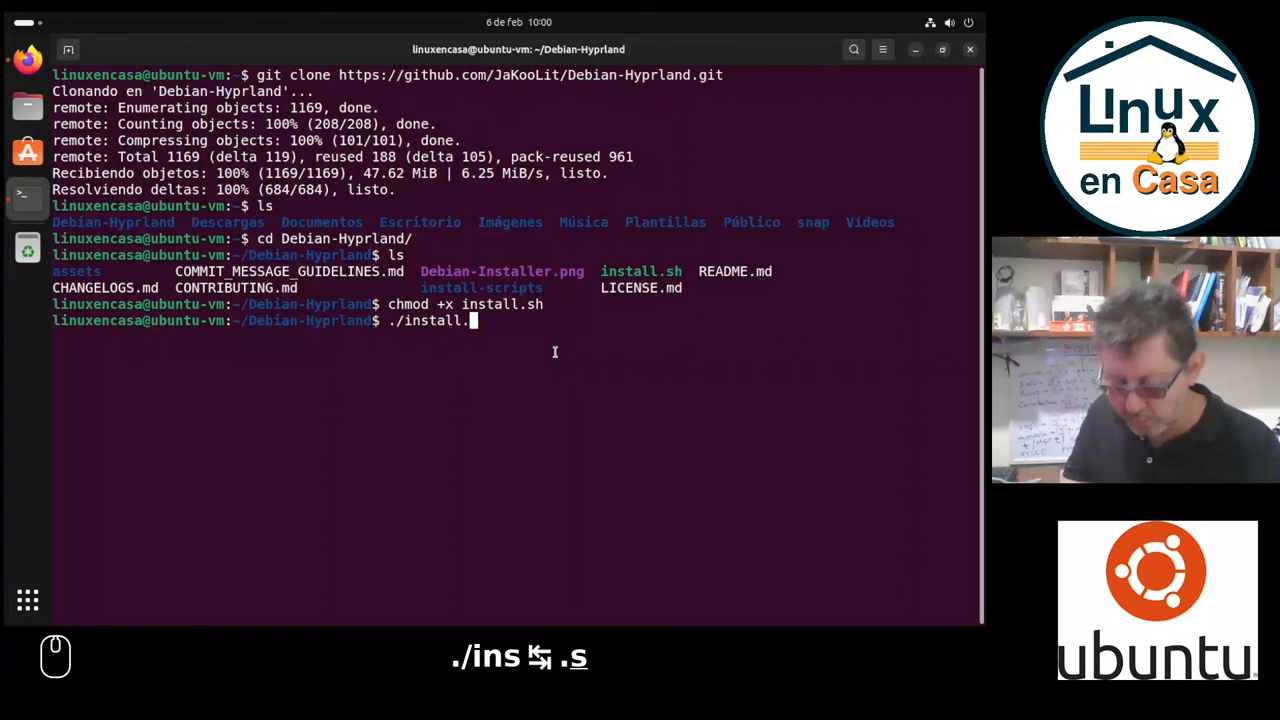 6 de feb 10:00
linuxencasa@ubuntu-vm: ~/Debian-Hyprland
linuxencasa@ubuntu-vm:~$ git clone https://github.com/JaKooLit/Debian-Hyprland.git
Clonando en 'Debian-Hyprland'...
remote: Enumerating objects: 1169, done.
remote: Counting objects: 100% (208/208), done.
remote: Compressing objects: 100% (101/101), done.
remote: Total 1169 (delta 119), reused 188 (delta 105), pack-reused 961
Recibiendo objetos: 100% (1169/1169), 47.62 MiB | 6.25 MiB/s, listo.
Resolviendo deltas: 100% (684/684), listo.
linuxencasa@ubuntu-vm:~$ ls
Debian-Hyprland Descargas Documentos Escritorio Imágenes Música Plantillas Público snap Vídeos
linuxencasa@ubuntu-vm:~$ cd Debian-Hyprland/
linuxencasa@ubuntu-vm:~/Debian-Hyprland$ ls
assets COMMIT_MESSAGE_GUIDELINES.md Debian-Installer.png install.sh README.md
CHANGELOGS.md CONTRIBUTING.md install-scripts LICENSE.md
linuxencasa@ubuntu-vm:~/Debian-Hyprland$ chmod +x install.sh
linuxencasa@ubuntu-vm:~/Debian-Hyprland$ ./install.
./ins ↹ .s
Linux
en Casa
ubuntu